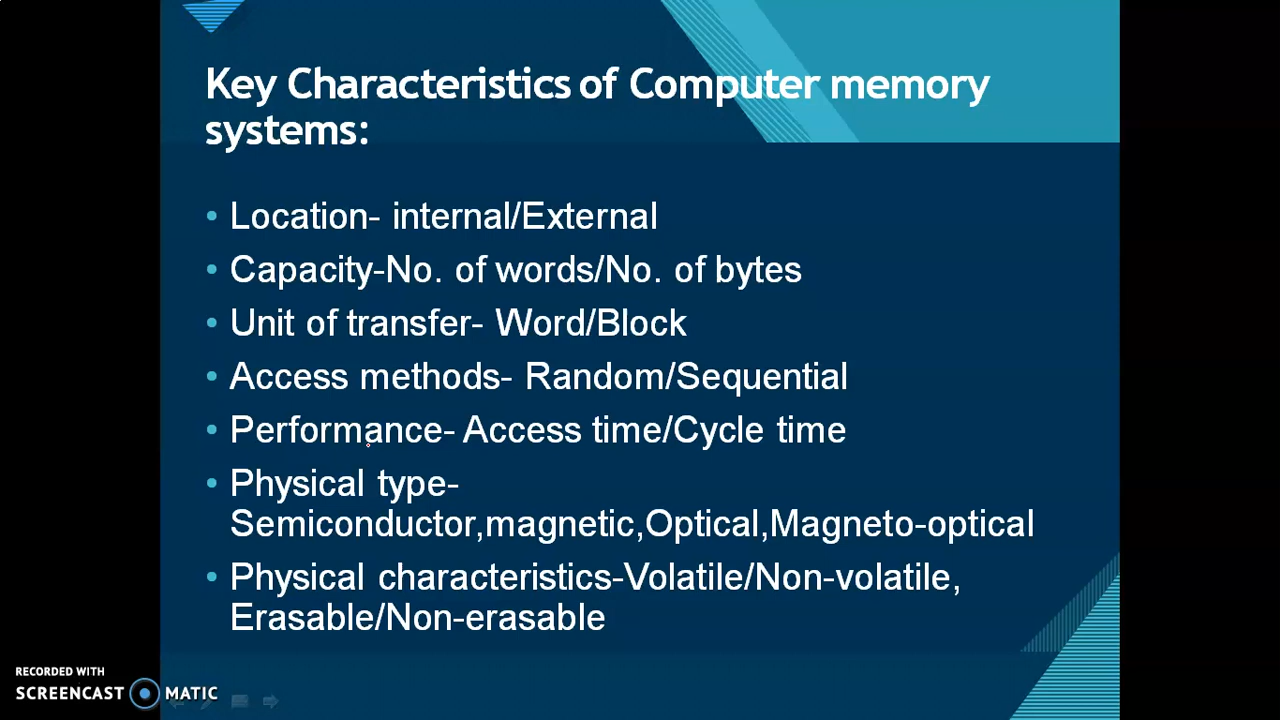 Key Characteristics of Computer memory
systems:
• Location- internal/External
• Capacity-No. of words/No. of bytes
• Unit of transfer- Word/Block
• Access methods- Random/Sequential
• Performance- Access time/Cycle time
• Physical type-
Semiconductor,magnetic,Optical,Magneto-optical
• Physical characteristics-Volatile/Non-volatile,
Erasable/Non-erasable
RECORDED WITH
SCREENCAST MATIC